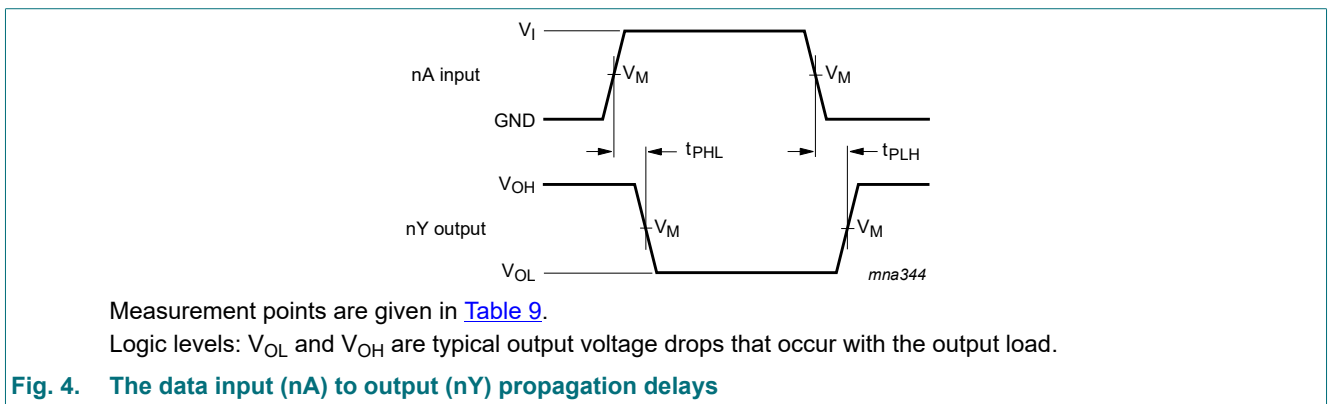 V_I
nA input
V_M
V_M
GND
t_PHL
t_PLH
V_OH
nY output
V_M
V_M
V_OL
mna344
Measurement points are given in Table 9.
Logic levels: V_OL and V_OH are typical output voltage drops that occur with the output load.
Fig. 4. The data input (nA) to output (nY) propagation delays